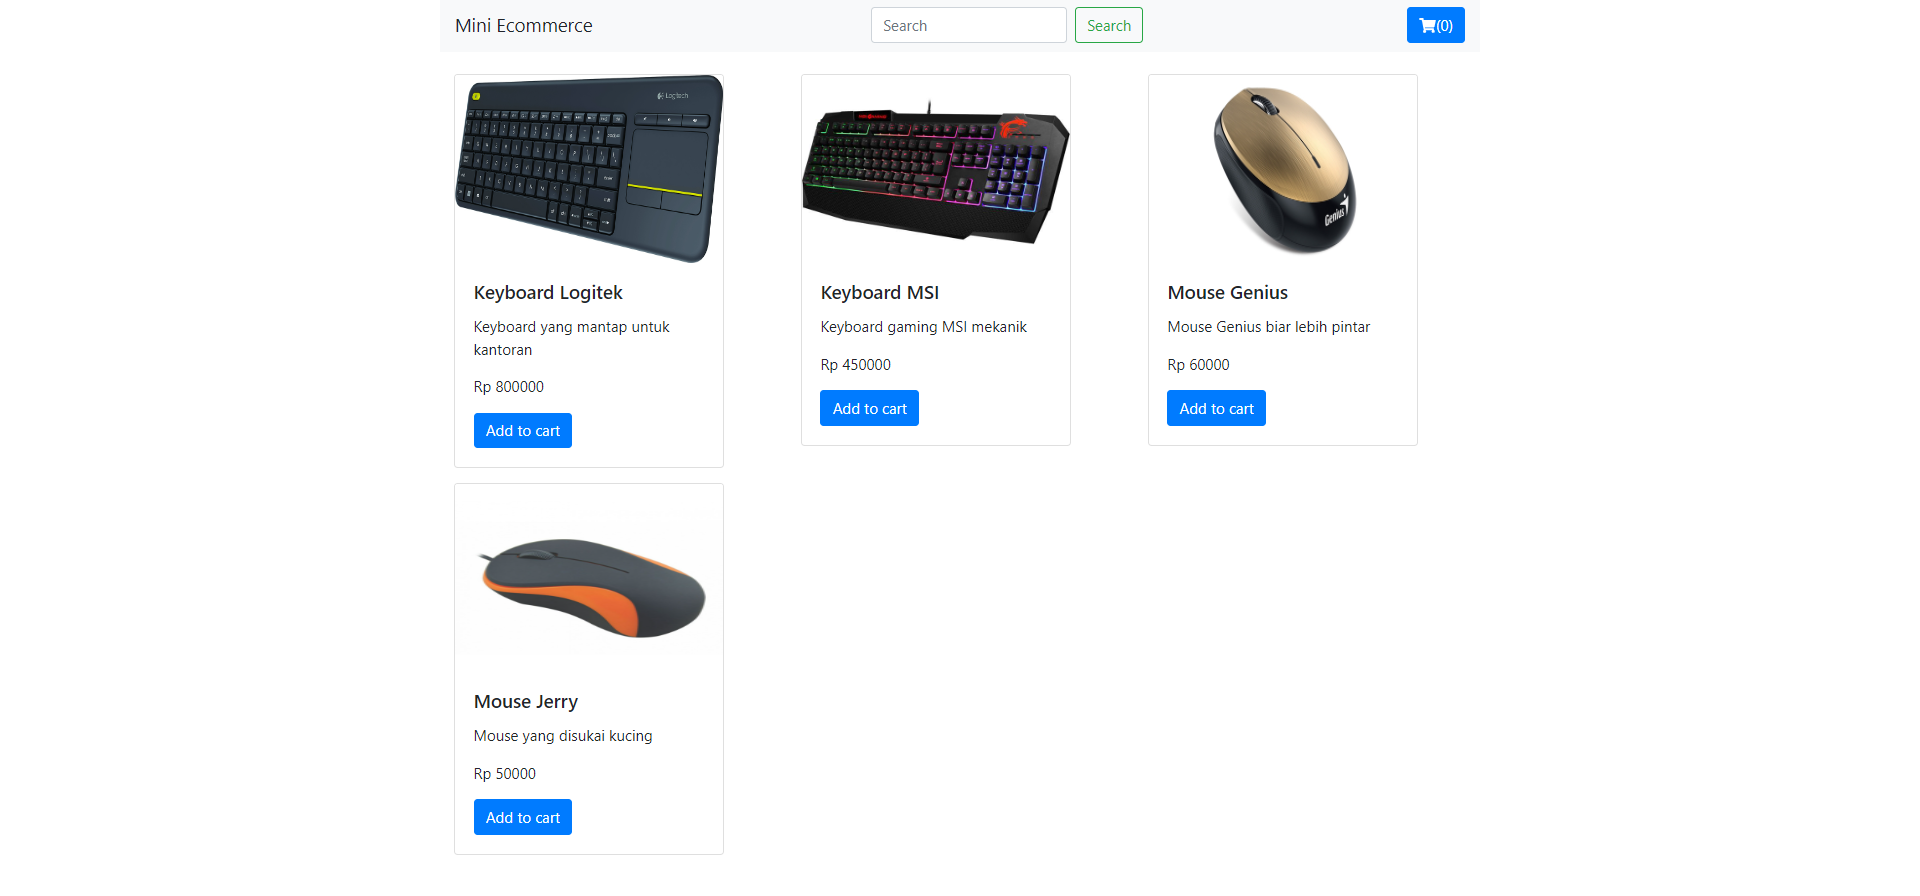 Mini Ecommerce
Search
Search
(0)
Logitech
Genius
Keyboard Logitek
Keyboard yang mantap untuk
kantoran
Rp 800000
Add to cart
Keyboard MSI
Keyboard gaming MSI mekanik
Rp 450000
Add to cart
Mouse Genius
Mouse Genius biar lebih pintar
Rp 60000
Add to cart
Mouse Jerry
Mouse yang disukai kucing
Rp 50000
Add to cart